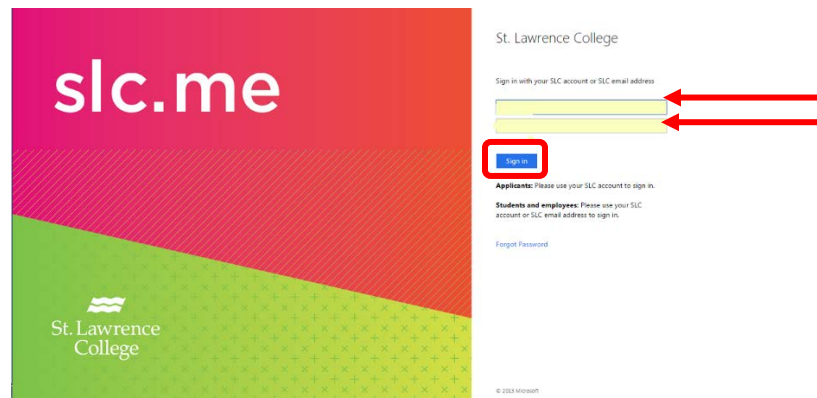 slc.me
St. Lawrence
College
St. Lawrence College
Sign in with your SLC account or SLC email address
Sign in
Applicants: Please use your SLC account to sign in.
Students and employees: Please use your SLC
account or SLC email address to sign in.
Forgot Password
© 2013 Microsoft